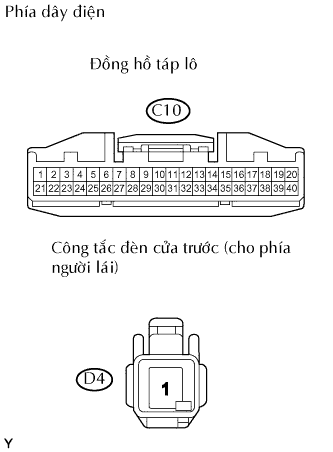 Phía dây điện
Đồng hồ táp lô
C10
1 2 3 4 5 6 7 8 9 10 11 12 13 14 15 16 17 18 19 20
21 22 23 24 25 26 27 28 29 30 31 32 33 34 35 36 37 38 39 40
Công tắc đèn cửa trước (cho phía
người lái)
D4
1
Y